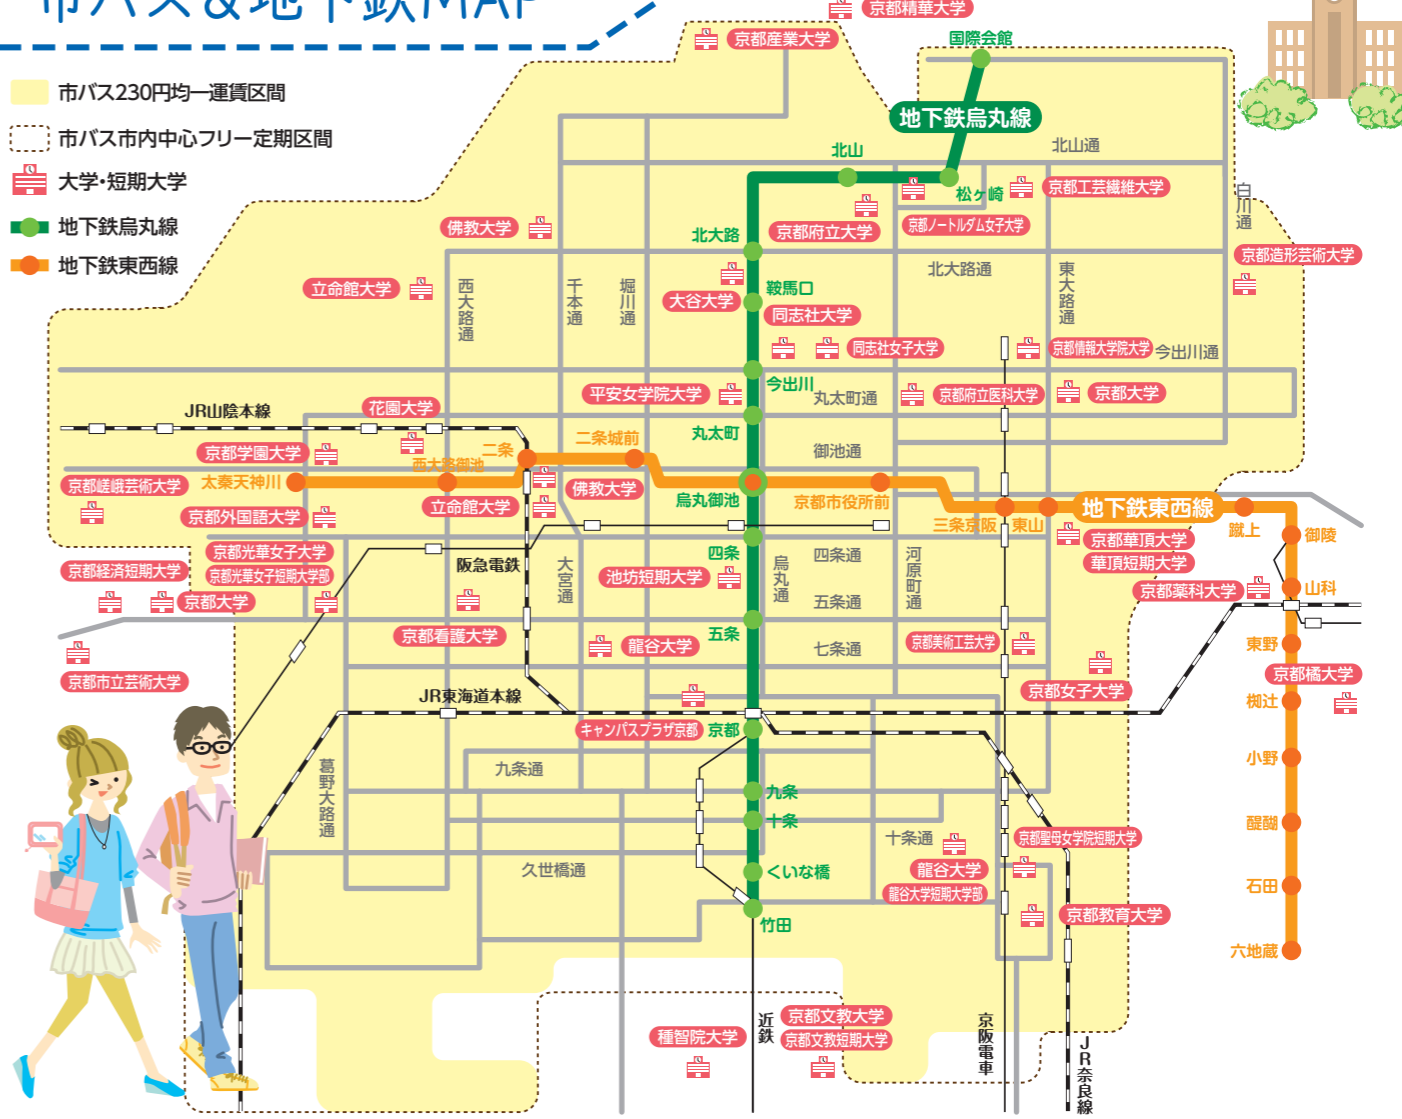 市バス&地下鉄MAP
市バス230円均一運賃区間
市バス市内中心フリー定期区間
大学・短期大学
地下鉄烏丸線
地下鉄東西線
京都精華大学
京都産業大学
国際会館
地下鉄烏丸線
北山
北山通
松ヶ崎
京都工芸繊維大学
白川通
佛教大学
北大路
京都府立大学
京都ノートルダム女子大学
京都造形芸術大学
立命館大学
西大路通
千本通
堀川通
大谷大学
鞍馬口
同志社大学
北大路通
東大路通
同志社女子大学
京都情報大学院大学
今出川通
今出川
平安女学院大学
丸太町通
京都府立医科大学
京都大学
JR山陰本線
花園大学
丸太町
京都学園大学
二条
二条城前
御池通
西大路御池
京都嵯峨芸術大学
太秦天神川
佛教大学
烏丸御池
京都市役所前
立命館大学
京都外国語大学
三条京阪
東山
地下鉄東西線
蹴上
御陵
京都光華女子大学
京都光華女子短期大学部
阪急電鉄
四条
四条通
京都華頂大学
華頂短期大学
京都経済短期大学
京都大学
大宮通
池坊短期大学
烏丸通
河原町通
五条通
京都薬科大学
山科
京都看護大学
龍谷大学
五条
七条通
京都美術工芸大学
東野
京都市立芸術大学
京都女子大学
京都橘大学
JR東海道本線
椥辻
キャンパスプラザ京都
京都
小野
葛野大路通
九条通
九条
十条
十条通
京都聖母女学院短期大学
醍醐
久世橋通
くいな橋
龍谷大学
龍谷大学短期大学部
石田
竹田
京都教育大学
六地蔵
種智院大学
近鉄
京都文教大学
京都文教短期大学
京阪電車
JR奈良線